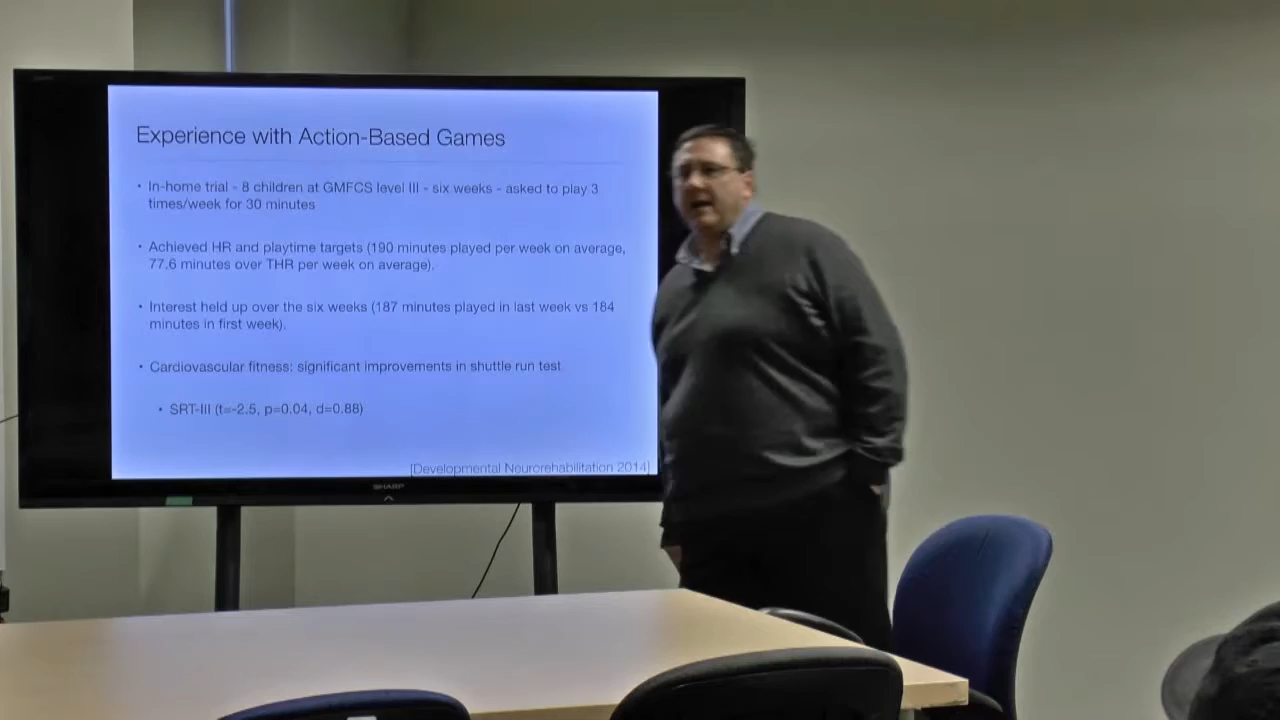 Experience with Action-Based Games
• In-home trial - 8 children at GMFCS level III - six weeks - asked to play 3
times/week for 30 minutes
• Achieved HR and playtime targets (190 minutes played per week on average,
77.6 minutes over THR per week on average).
• Interest held up over the six weeks (187 minutes played in last week vs 184
minutes in first week).
• Cardiovascular fitness: significant improvements in shuttle run test
• SRT-III (t=-2.5, p=0.04, d=0.88)
[Developmental Neurorehabilitation 2014]
SHARP